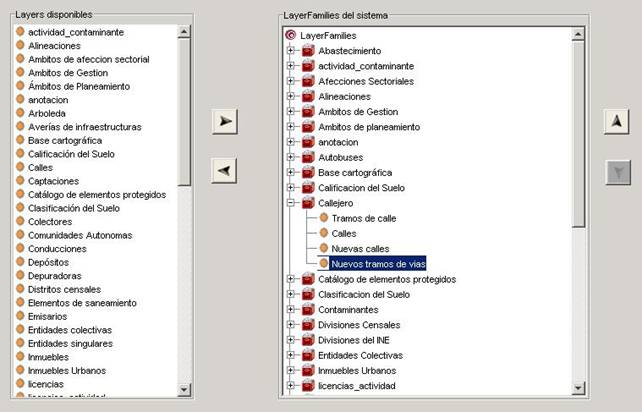 Layers disponibles
actividad_contaminante
Alineaciones
Ambitos de afeccion sectorial
Ambitos de Gestion
Ámbitos de Planeamiento
anotacion
Arboleda
Averías de infraestructuras
Base cartográfica
Calificación del Suelo
Calles
Captaciones
Catálogo de elementos protegidos
Clasificación del Suelo
Colectores
Comunidades Autonomas
Conducciones
Depósitos
Depuradoras
Distritos censales
Elementos de saneamiento
Emisarios
Entidades colectivas
Entidades singulares
Inmuebles
Inmuebles Urbanos
licencias
licencias_actividad
LayerFamilies del sistema
LayerFamilies
Abastecimiento
actividad_contaminante
Afecciones Sectoriales
Alineaciones
Ambitos de Gestion
Ambitos de planeamiento
anotacion
Autobuses
Base cartográfica
Calificacion del Suelo
Callejero
Tramos de calle
Calles
Nuevas calles
Nuevos tramos de vias
Catálogo de elementos protegidos
Clasificacion del Suelo
Contaminantes
Divisiones Censales
Divisiones del INE
Entidades Colectivas
Inmuebles Urbanos
licencias_actividad